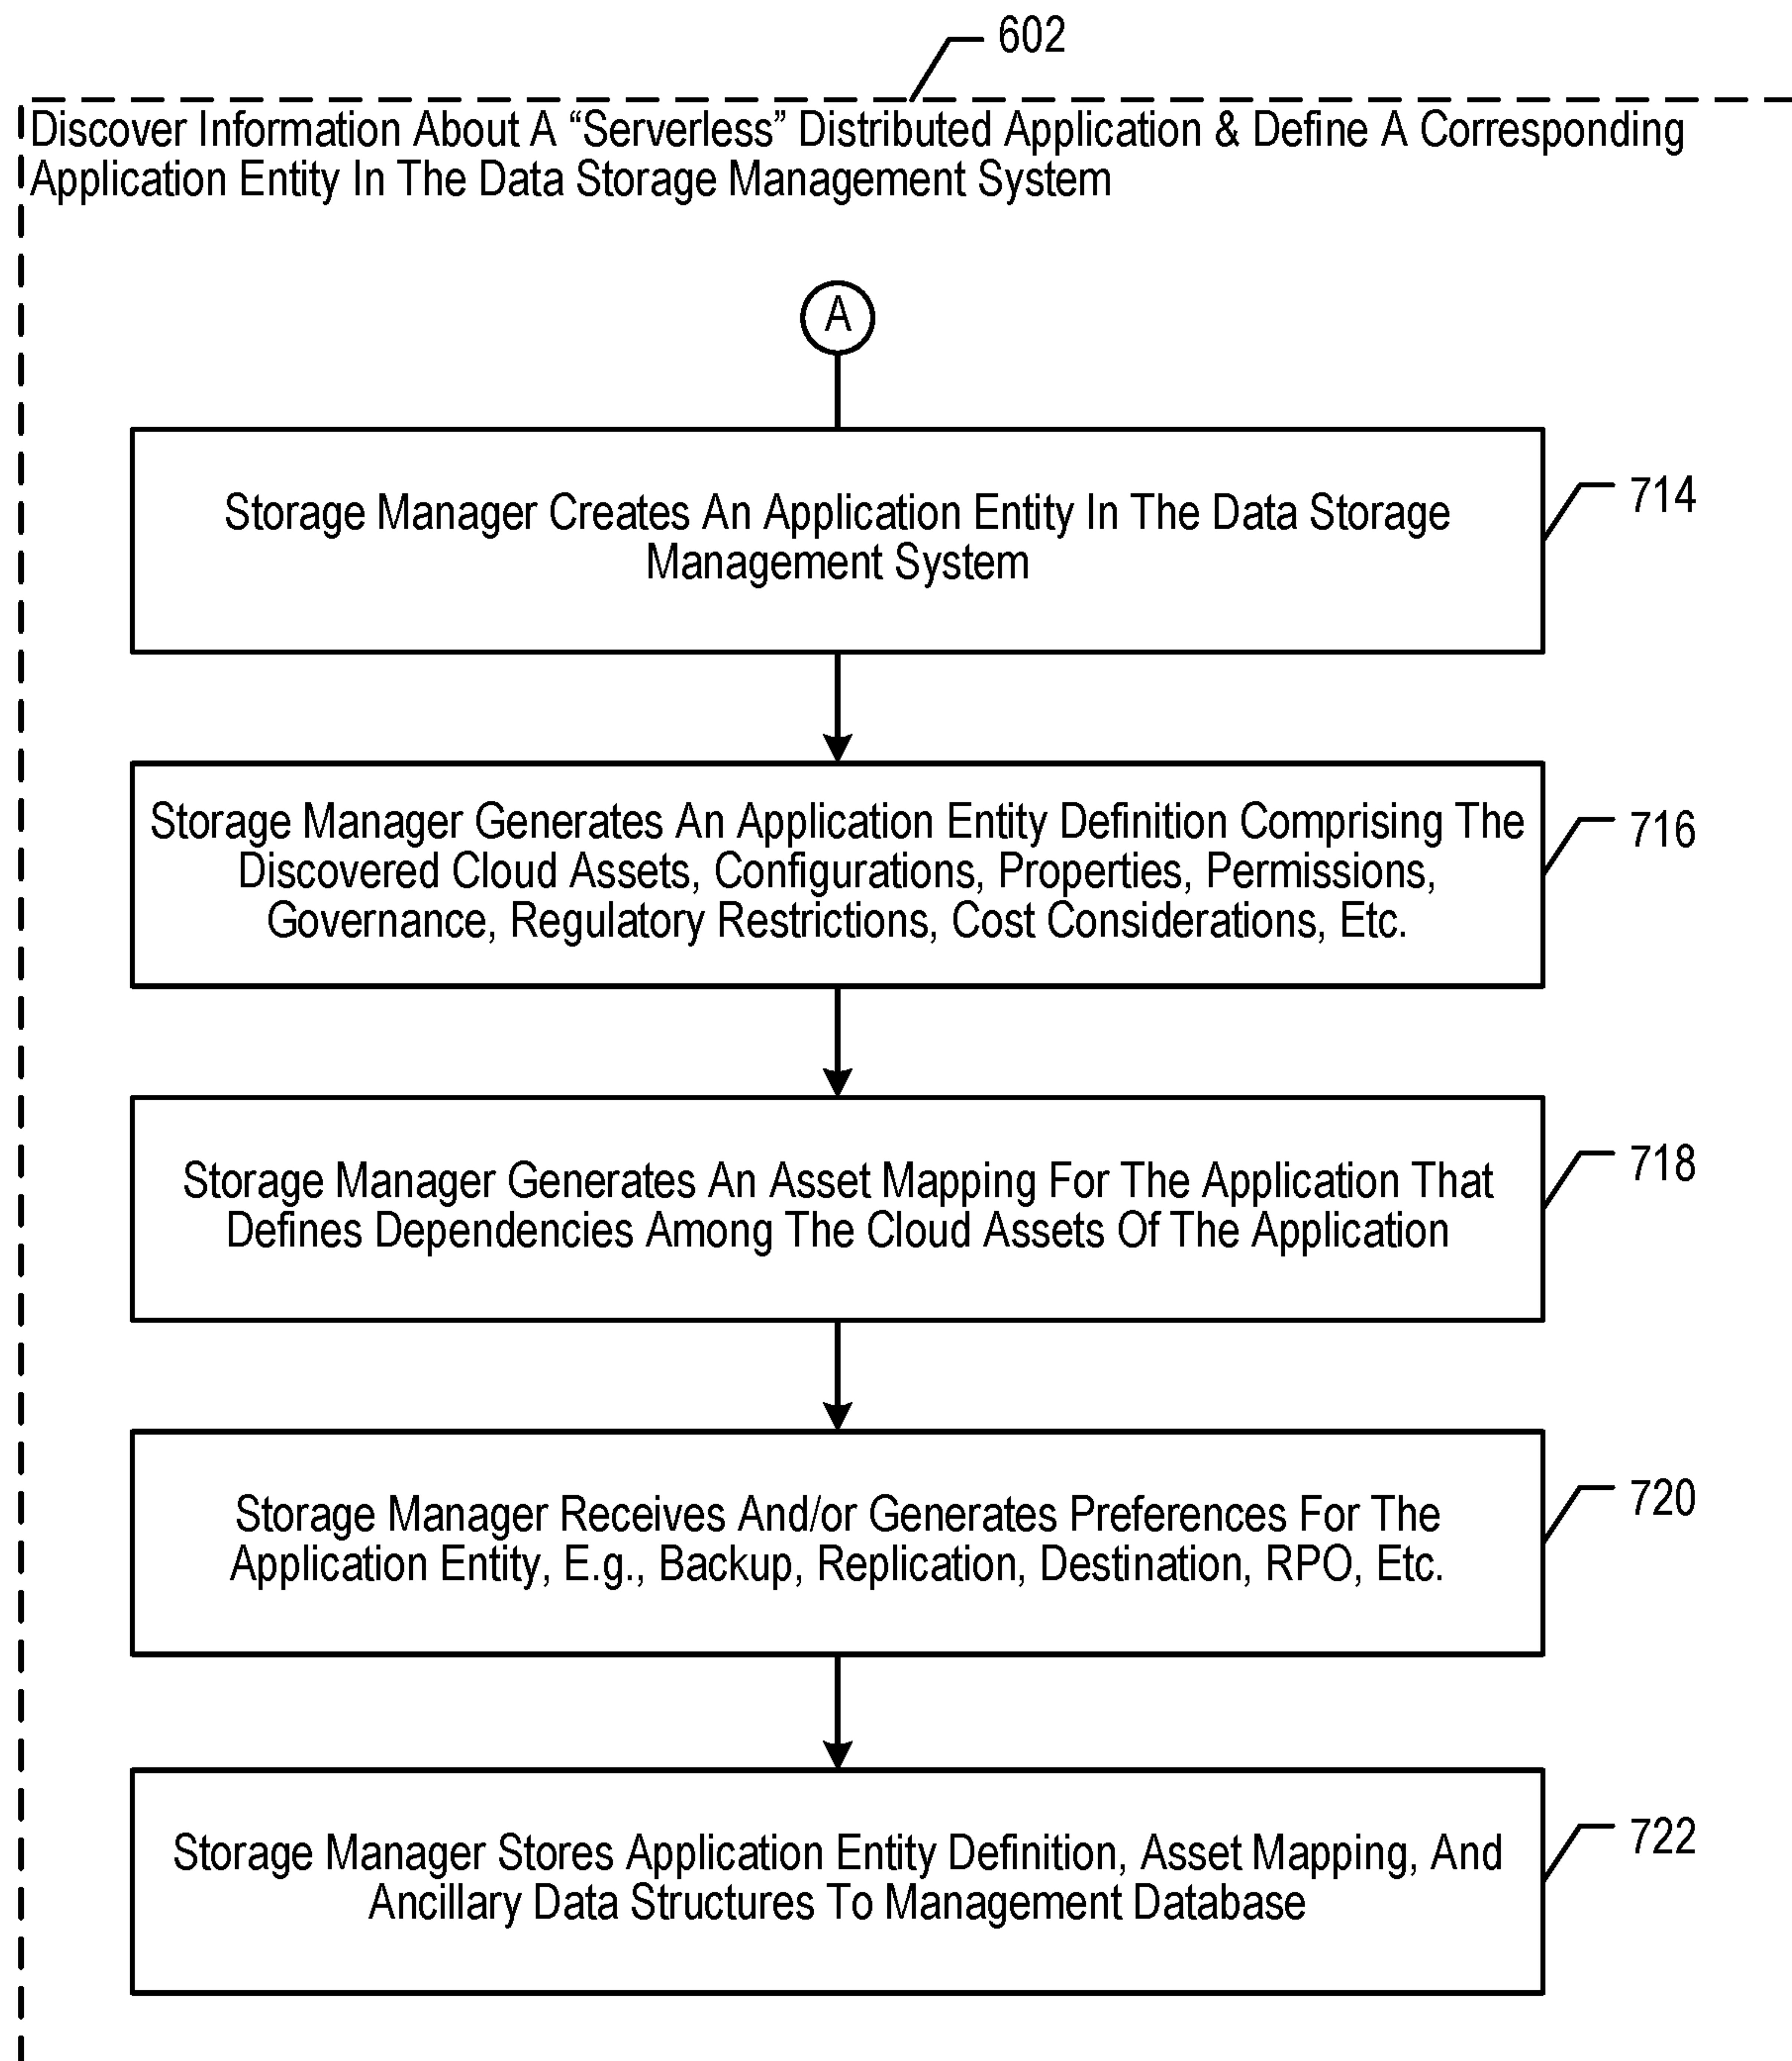 602
Discover Information About A “Serverless” Distributed Application & Define A Corresponding
Application Entity In The Data Storage Management System
A
Storage Manager Creates An Application Entity In The Data Storage
Management System
714
Storage Manager Generates An Application Entity Definition Comprising The
Discovered Cloud Assets, Configurations, Properties, Permissions,
Governance, Regulatory Restrictions, Cost Considerations, Etc.
716
Storage Manager Generates An Asset Mapping For The Application That
Defines Dependencies Among The Cloud Assets Of The Application
718
Storage Manager Receives And/or Generates Preferences For The
Application Entity, E.g., Backup, Replication, Destination, RPO, Etc.
720
Storage Manager Stores Application Entity Definition, Asset Mapping, And
Ancillary Data Structures To Management Database
722